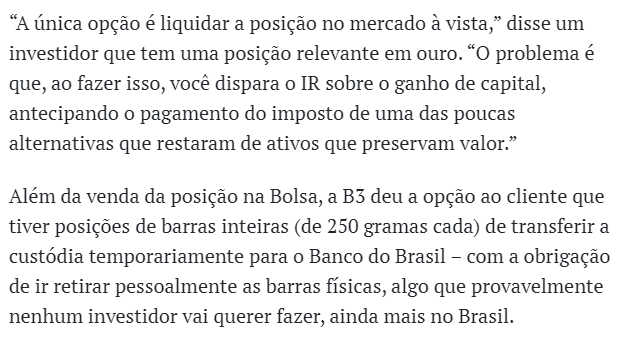 “A única opção é liquidar a posição no mercado à vista,” disse um
investidor que tem uma posição relevante em ouro. “O problema é
que, ao fazer isso, você dispara o IR sobre o ganho de capital,
antecipando o pagamento do imposto de uma das poucas
alternativas que restaram de ativos que preservam valor.”
Além da venda da posição na Bolsa, a B3 deu a opção ao cliente que
tiver posições de barras inteiras (de 250 gramas cada) de transferir a
custódia temporariamente para o Banco do Brasil – com a obrigação
de ir retirar pessoalmente as barras físicas, algo que provavelmente
nenhum investidor vai querer fazer, ainda mais no Brasil.